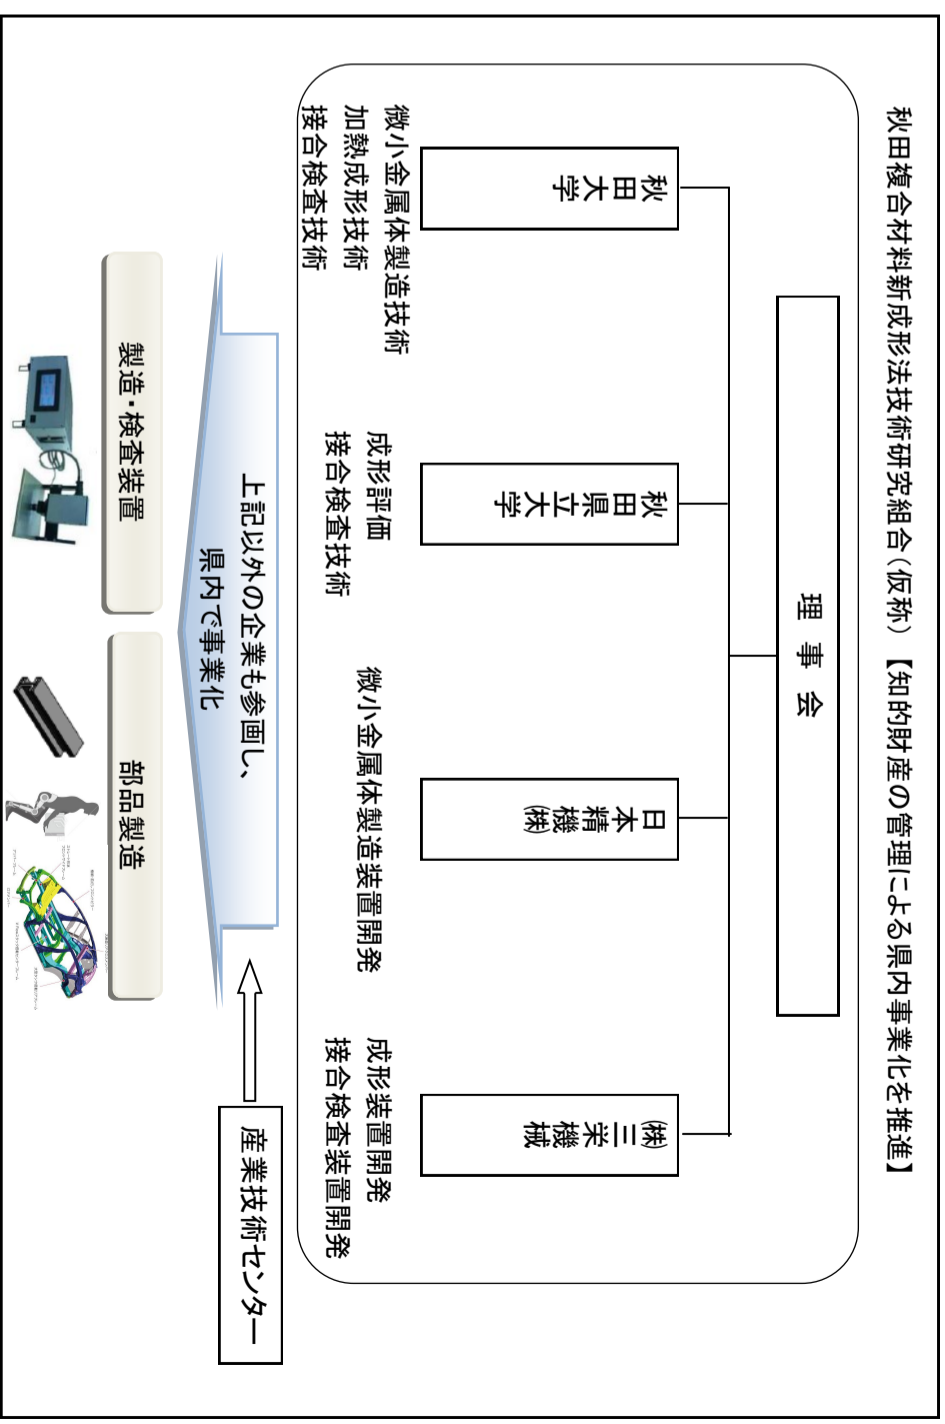 秋田複合材料新成形法技術研究組合（仮称）【知的財産の管理による県内事業化を推進】
理事会
秋田大学
秋田県立大学
日本精機㈱
㈱三栄機械
微小金属体製造技術
加熱成形技術
接合検査技術
成形評価
接合検査技術
微小金属体製造装置開発
成形装置開発
接合検査装置開発
上記以外の企業も参画し、
県内で事業化
産業技術センター
製造・検査装置
部品製造